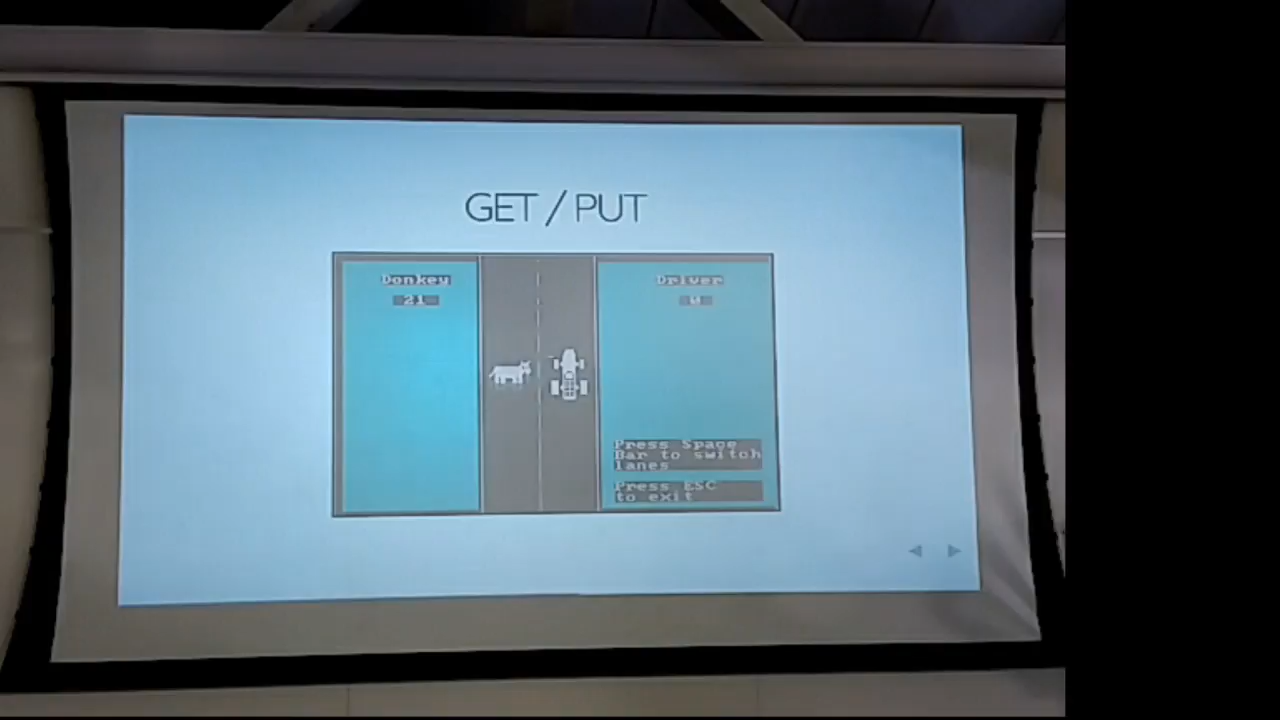 GET / PUT
Donkey
21
Driver
Press Space
Bar to switch
lanes
Press ESC
to exit